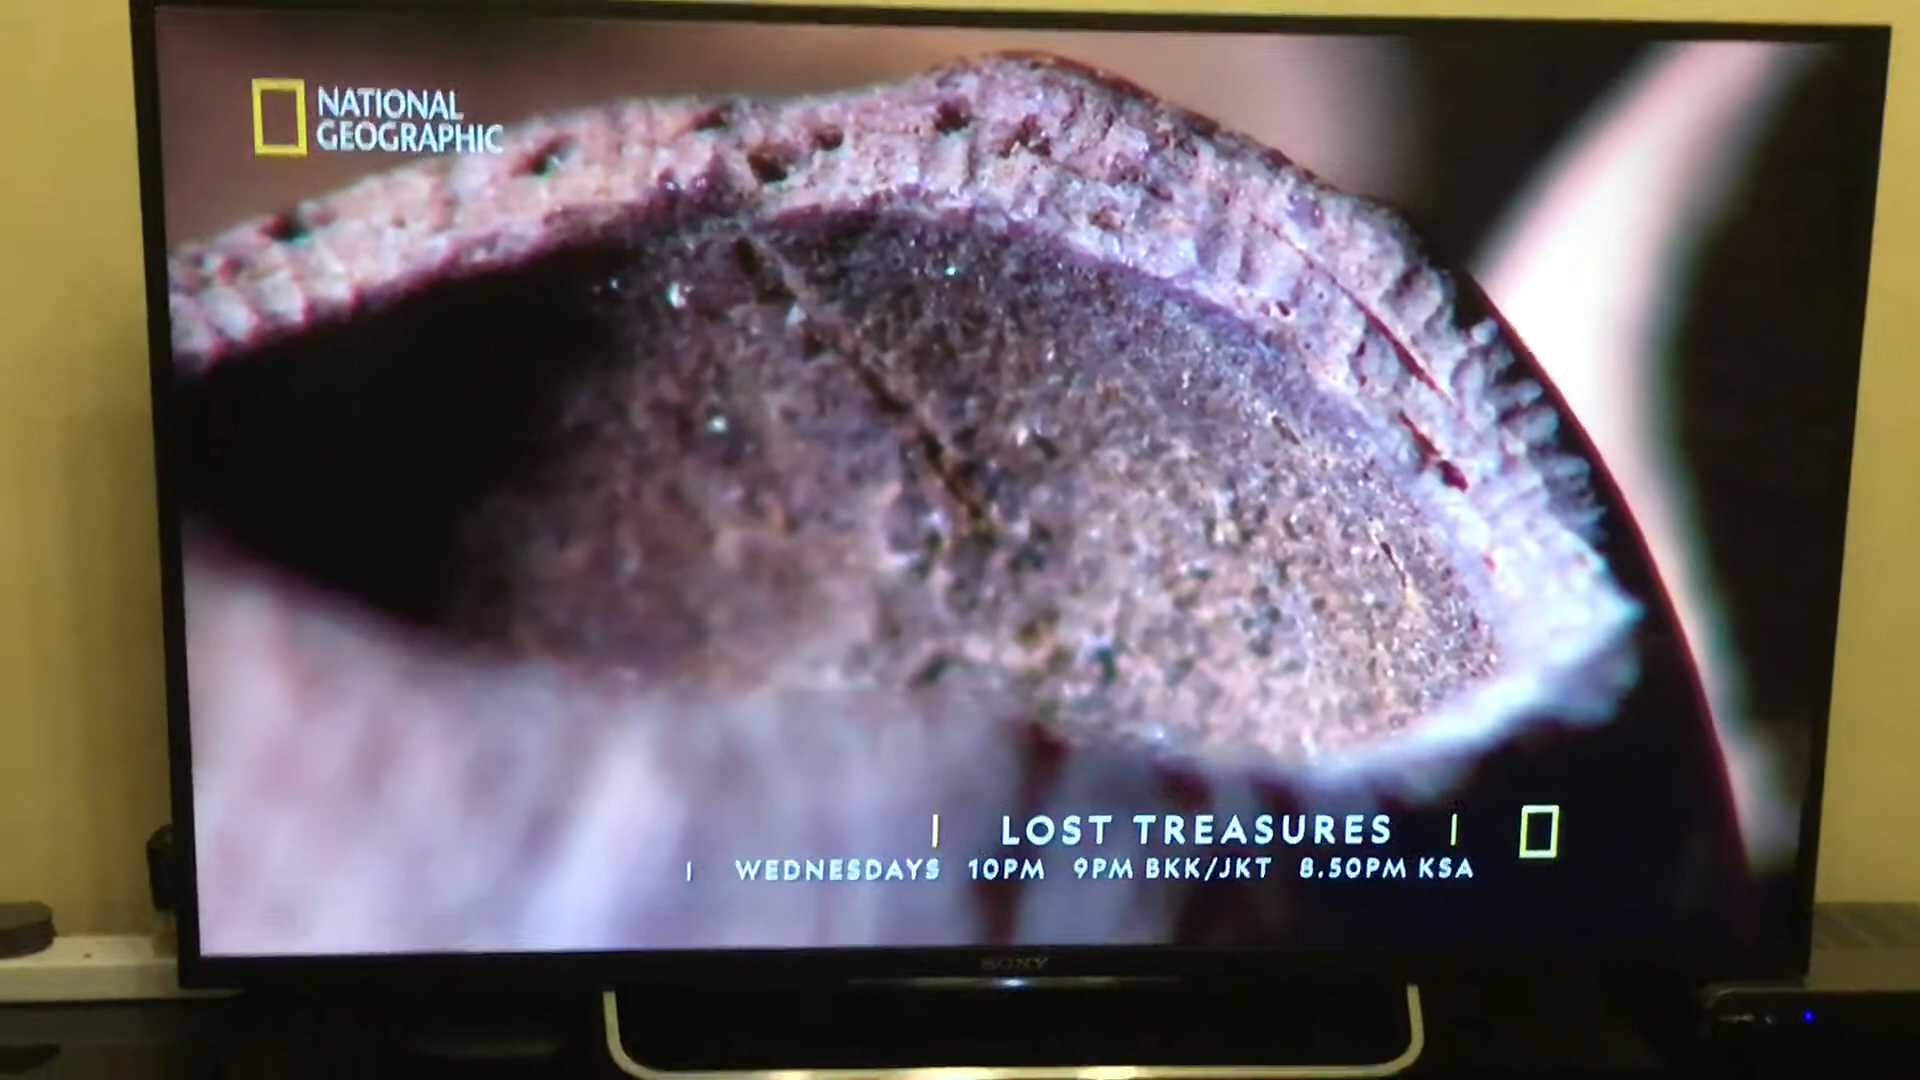 NATIONAL
GEOGRAPHIC
LOST TREASURES
WEDNESDAYS 10PM 9PM BKK/JKT 8.50PM KSA
SONY